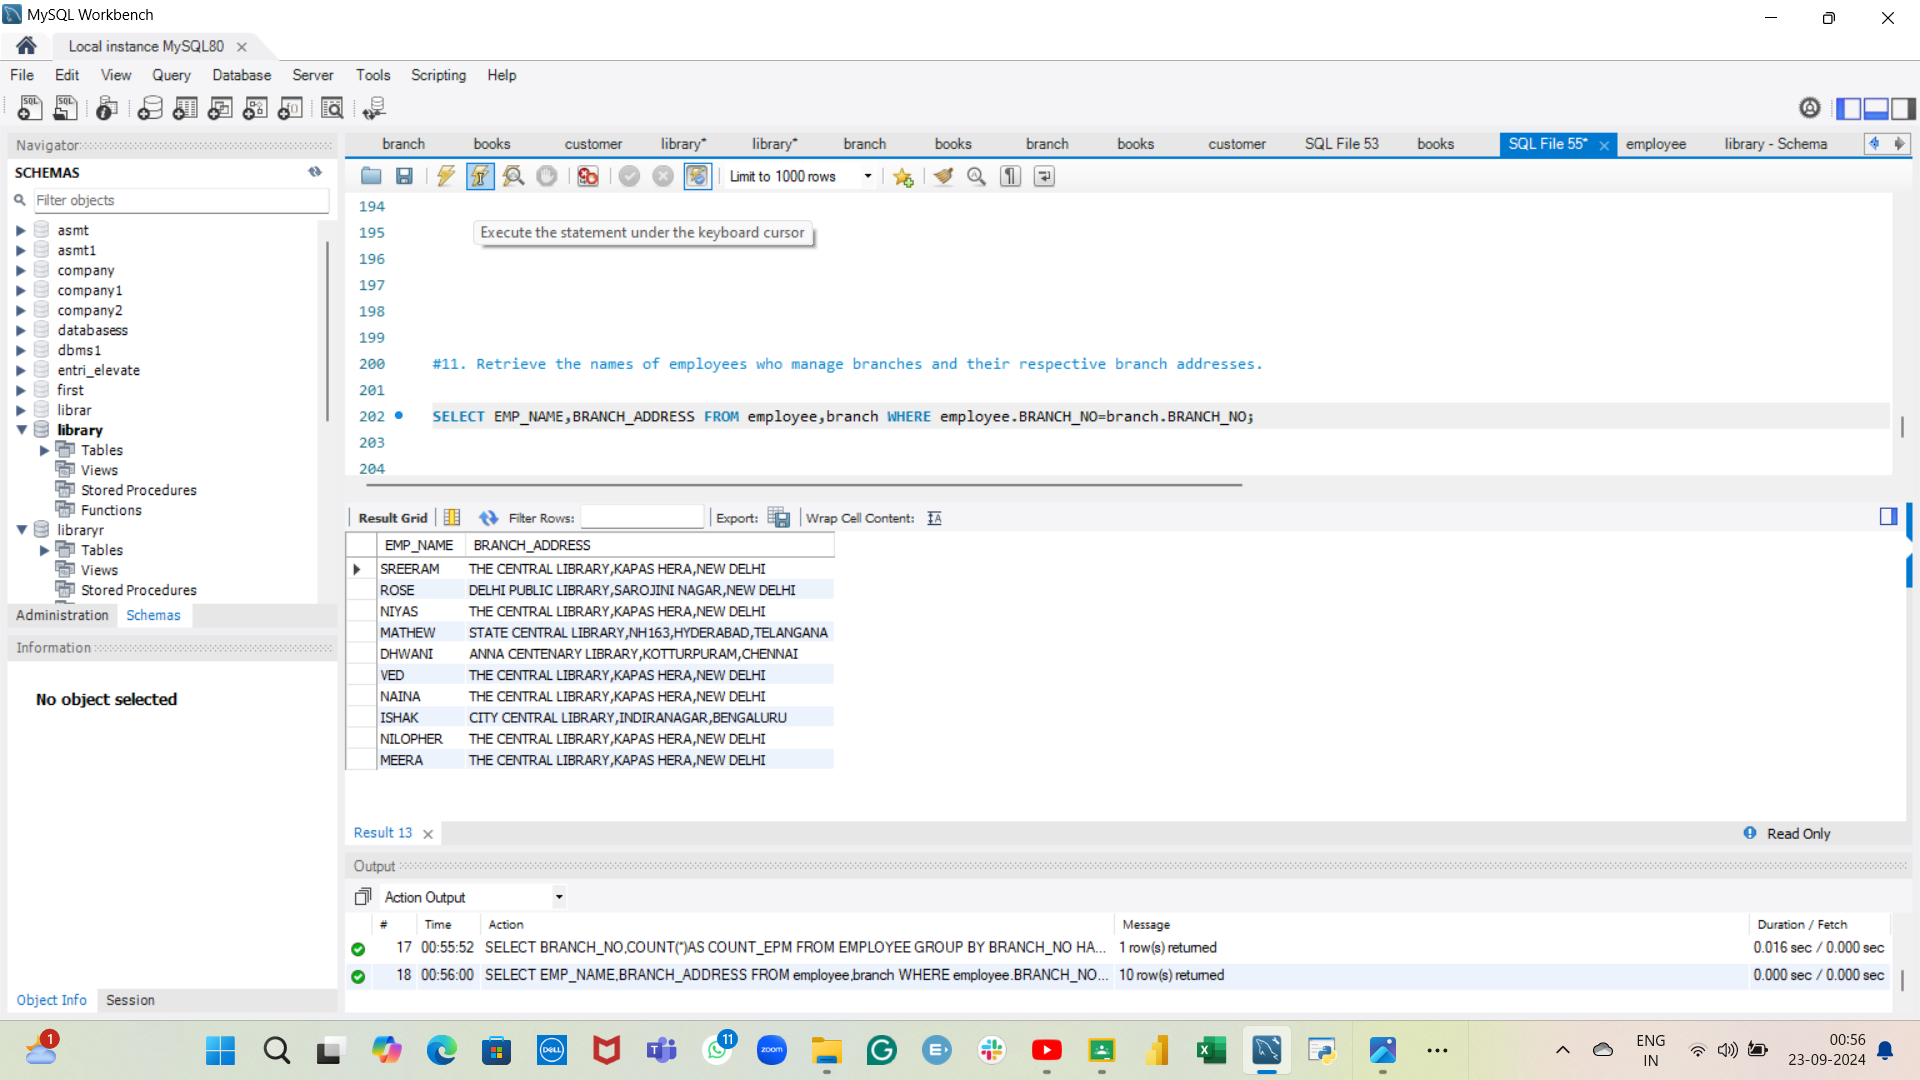 MySQL Workbench
Local instance MySQL80
File Edit View Query Database Server Tools Scripting Help
Navigator
SCHEMAS
Filter objects
asmt
asmt1
company
company1
company2
databasess
dbms1
entri_elevate
first
librar
library
Tables
Views
Stored Procedures
Functions
libraryr
Tables
Views
Stored Procedures
Administration Schemas
Information
No object selected
Object Info Session
branch books customer library* library* branch books branch books customer SQL File 53 books SQL File 55* employee library - Schema
Limit to 1000 rows
Execute the statement under the keyboard cursor
194
195
196
197
198
199
200 #11. Retrieve the names of employees who manage branches and their respective branch addresses.
201
202 SELECT EMP_NAME,BRANCH_ADDRESS FROM employee,branch WHERE employee.BRANCH_NO=branch.BRANCH_NO;
203
204
Result Grid Filter Rows: Export: Wrap Cell Content:
EMP_NAME BRANCH_ADDRESS
SREERAM THE CENTRAL LIBRARY,KAPAS HERA,NEW DELHI
ROSE DELHI PUBLIC LIBRARY,SAROJINI NAGAR,NEW DELHI
NIYAS THE CENTRAL LIBRARY,KAPAS HERA,NEW DELHI
MATHEW STATE CENTRAL LIBRARY,NH163,HYDERABAD,TELANGANA
DHWANI ANNA CENTENARY LIBRARY,KOTTURPURAM,CHENNAI
VED THE CENTRAL LIBRARY,KAPAS HERA,NEW DELHI
NAINA THE CENTRAL LIBRARY,KAPAS HERA,NEW DELHI
ISHAK CITY CENTRAL LIBRARY,INDIRANAGAR,BENGALURU
NILOPHER THE CENTRAL LIBRARY,KAPAS HERA,NEW DELHI
MEERA THE CENTRAL LIBRARY,KAPAS HERA,NEW DELHI
Result 13 Read Only
Output
Action Output
# Time Action Message Duration / Fetch
17 00:55:52 SELECT BRANCH_NO,COUNT(*)AS COUNT_EPM FROM EMPLOYEE GROUP BY BRANCH_NO HA... 1 row(s) returned 0.016 sec / 0.000 sec
18 00:56:00 SELECT EMP_NAME,BRANCH_ADDRESS FROM employee,branch WHERE employee.BRANCH_NO... 10 row(s) returned 0.000 sec / 0.000 sec
1
DELL
11
zoom
ENG
IN
00:56
23-09-2024